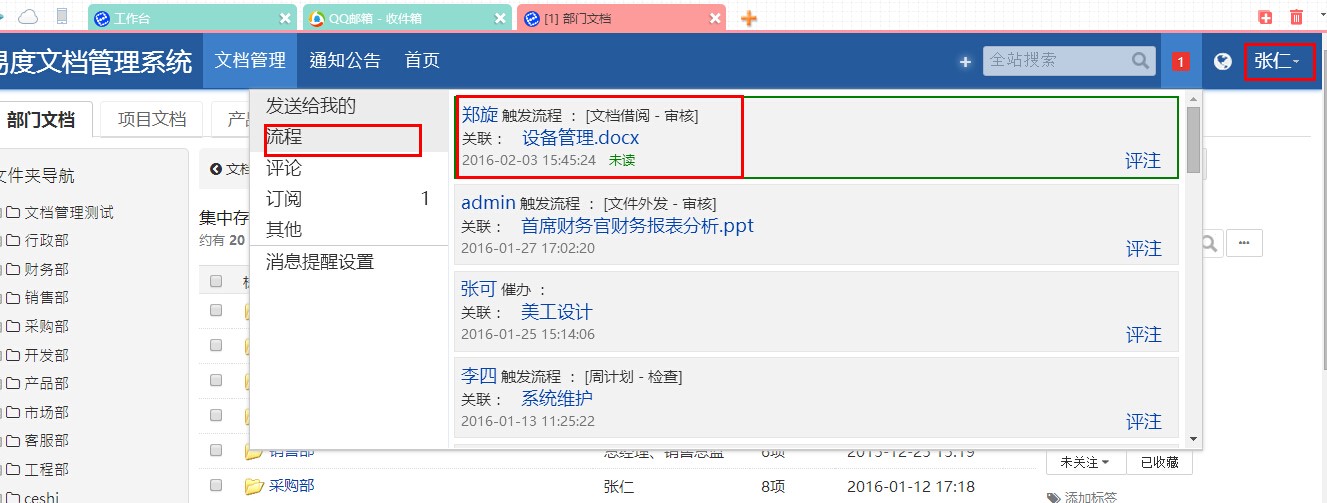 工作台
QQ邮箱 - 收件箱
[1] 部门文档
易度文档管理系统 文档管理 通知公告 首页 全站搜索 1 张仁
部门文档 项目文档
发送给我的
流程
评论
订阅 1
其他
消息提醒设置
郑旋 触发流程 : [文档借阅 - 审核]
关联: 设备管理.docx
2016-02-03 15:45:24 未读
评注
admin 触发流程 : [文件外发 - 审核]
关联: 首席财务官财务报表分析.ppt
2016-01-27 17:02:20
评注
张可 催办 :
关联: 美工设计
2016-01-25 15:14:06
评注
李四 触发流程 : [周计划 - 检查]
关联: 系统维护
2016-01-13 11:25:22
评注
文件夹导航
文档管理测试
行政部
财务部
销售部
采购部
开发部
产品部
市场部
客服部
工程部
ceshi
集中存
约有 20
销售部 总经理、销售总监 6项 2015-12-25 15:19
采购部 张仁 8项 2016-01-12 17:18
未关注 已收藏
添加标签